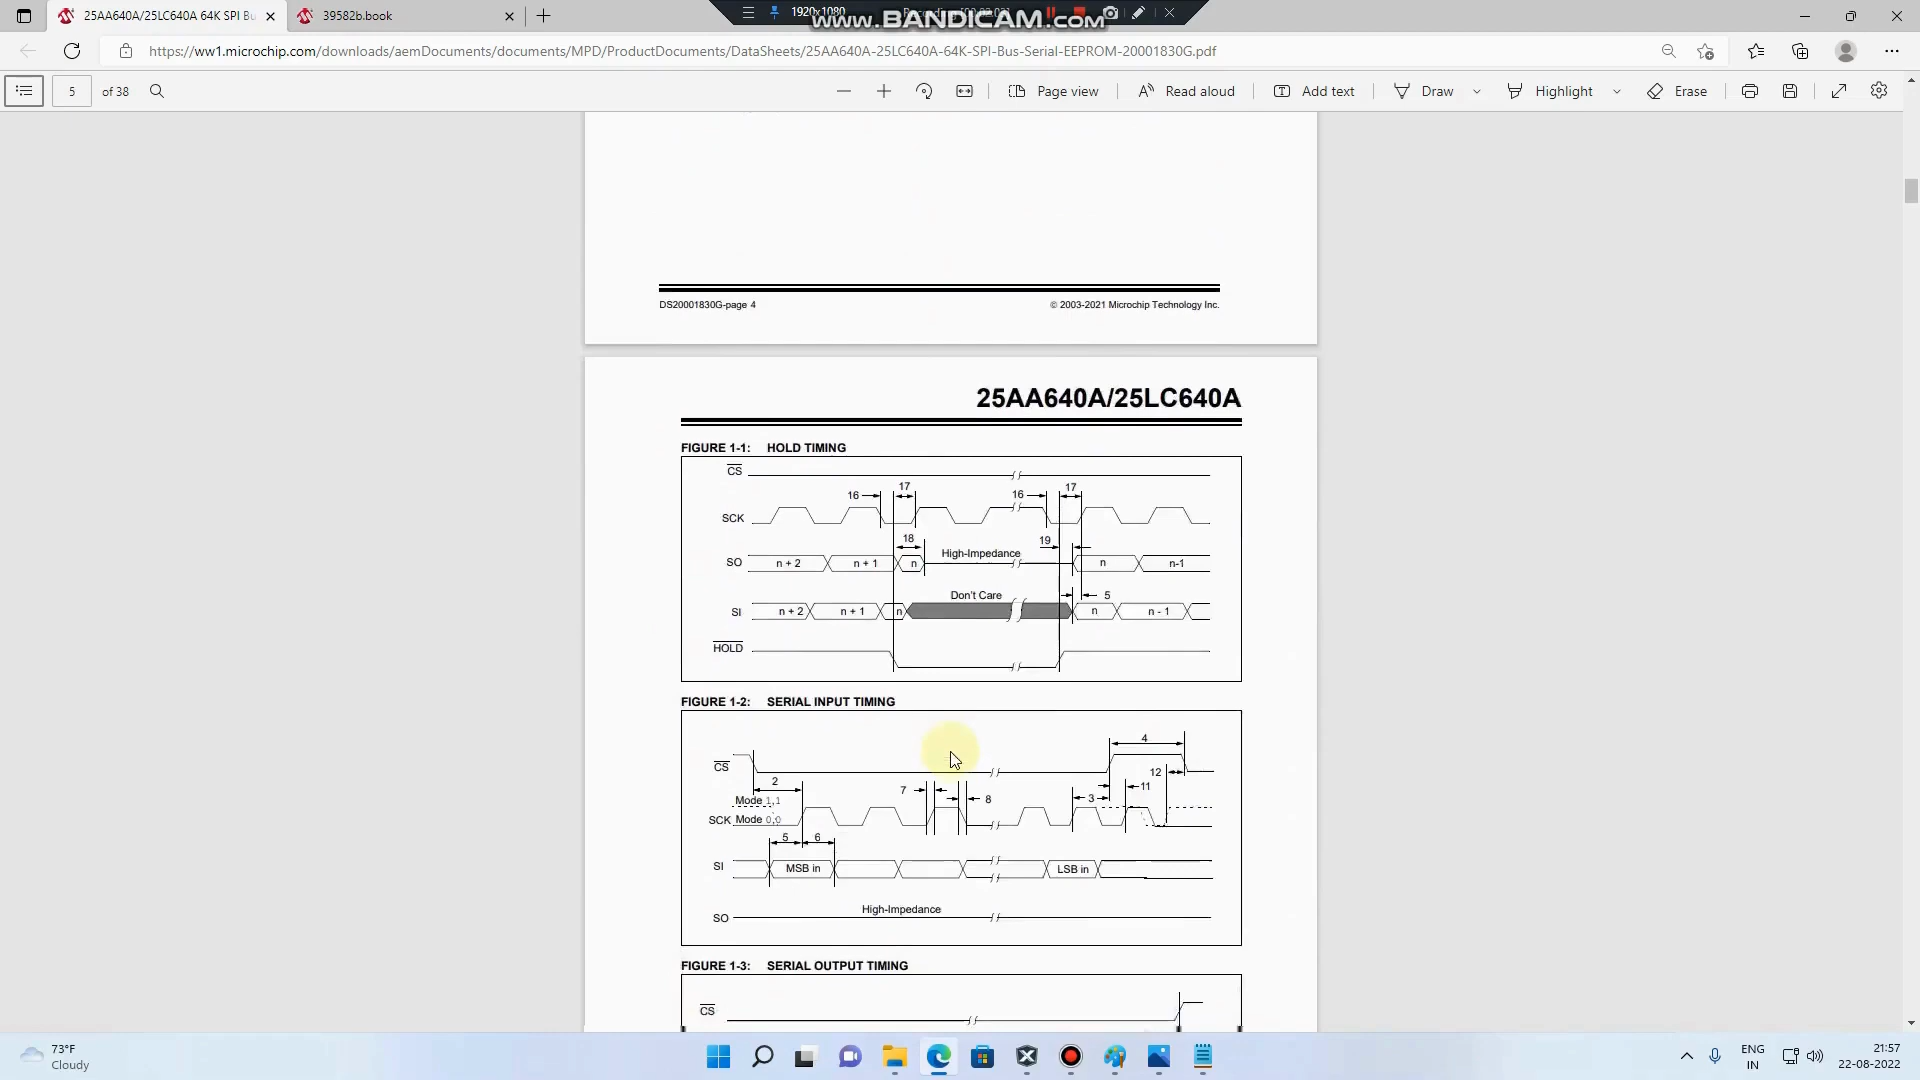 25AA640A/25LC640A 64K SPI Bu
39582b.book
1920x1080
www.BANDICAM.com
https://ww1.microchip.com/downloads/aemDocuments/documents/MPD/ProductDocuments/DataSheets/25AA640A-25LC640A-64K-SPI-Bus-Serial-EEPROM-20001830G.pdf
5 of 38
Page view
Read aloud
Add text
Draw
Highlight
Erase
DS20001830G-page 4
© 2003-2021 Microchip Technology Inc.
25AA640A/25LC640A
FIGURE 1-1: HOLD TIMING
CS
16 17 16 17
SCK
18 19
SO n + 2 n + 1 n High-Impedance n n-1
Don't Care 5
SI n + 2 n + 1 n n n - 1
HOLD
FIGURE 1-2: SERIAL INPUT TIMING
4
CS
12
2 7 8 3 11
Mode 1,1
SCK Mode 0,0
5 6
SI MSB in LSB in
High-Impedance
SO
FIGURE 1-3: SERIAL OUTPUT TIMING
CS
73°F
Cloudy
ENG
IN
21:57
22-08-2022